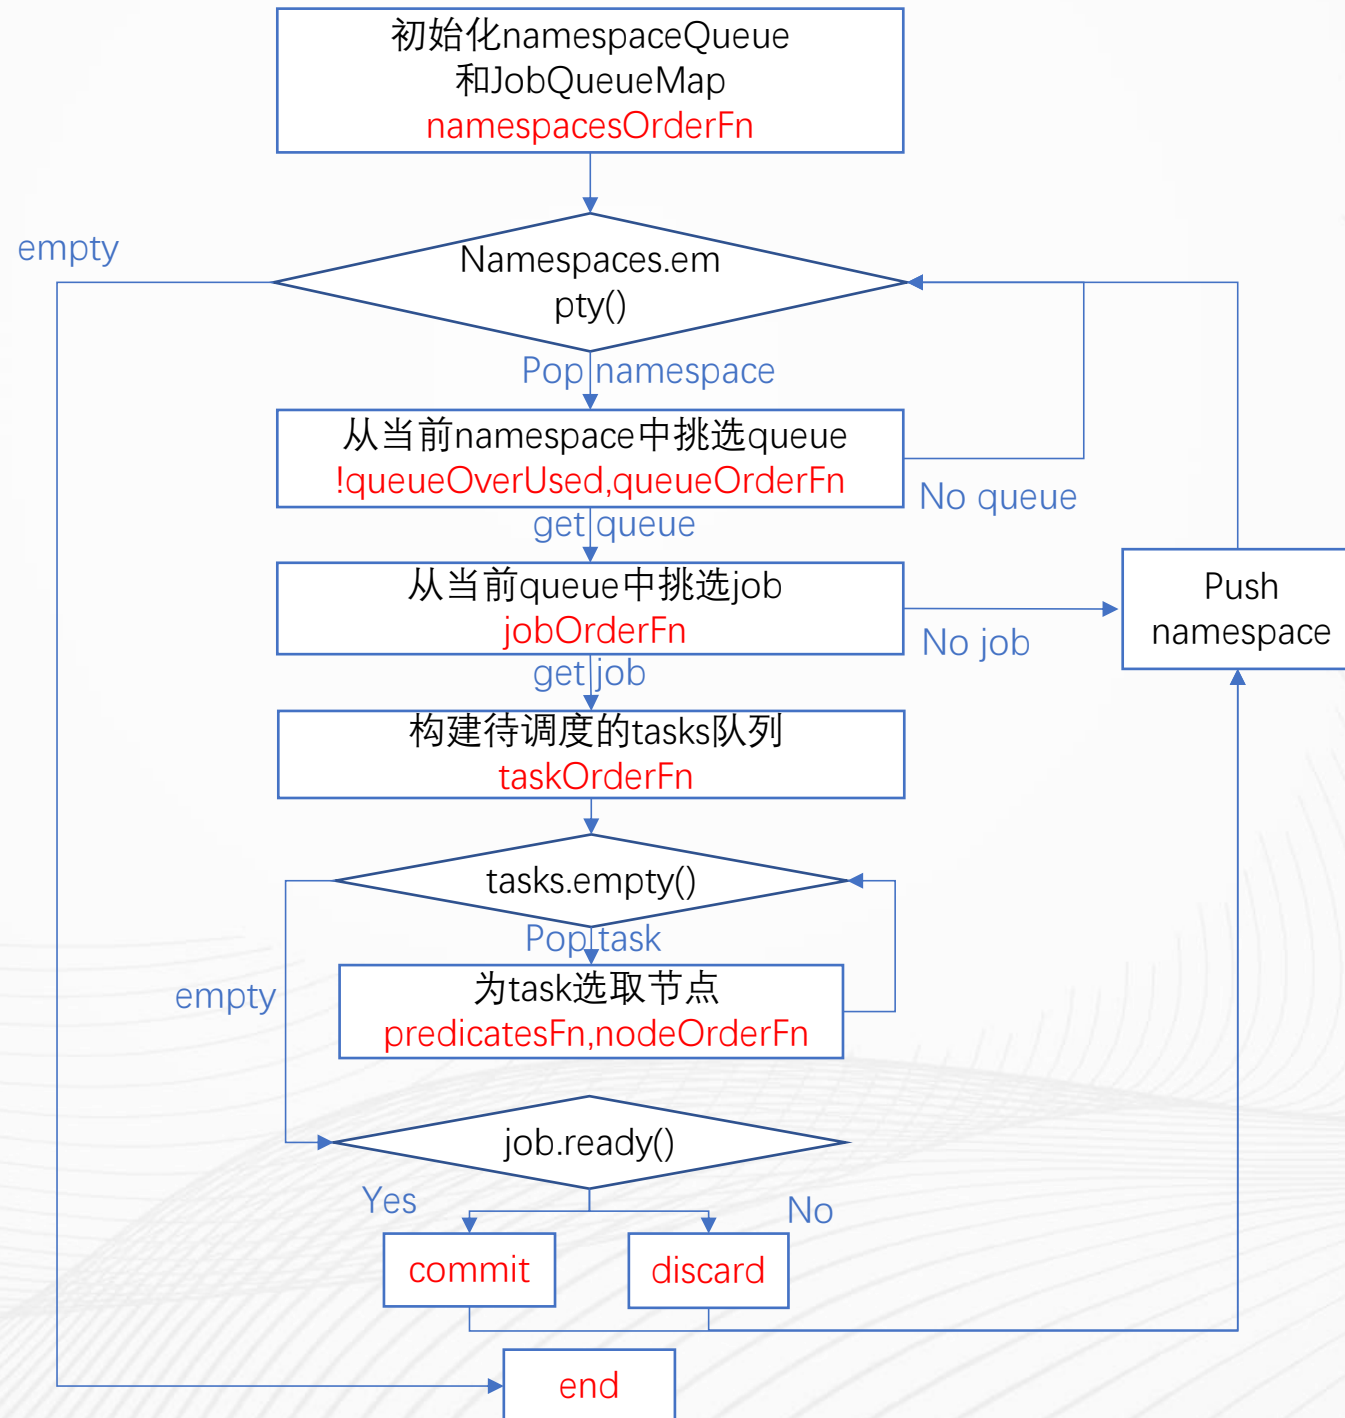 初始化namespaceQueue
和JobQueueMap
namespacesOrderFn
empty
Namespaces.em
pty()
Pop namespace
从当前namespace中挑选queue
!queueOverUsed,queueOrderFn
No queue
get queue
从当前queue中挑选job
jobOrderFn
No job
Push
namespace
get job
构建待调度的tasks队列
taskOrderFn
tasks.empty()
Pop task
empty
为task选取节点
predicatesFn,nodeOrderFn
job.ready()
Yes
No
commit
discard
end